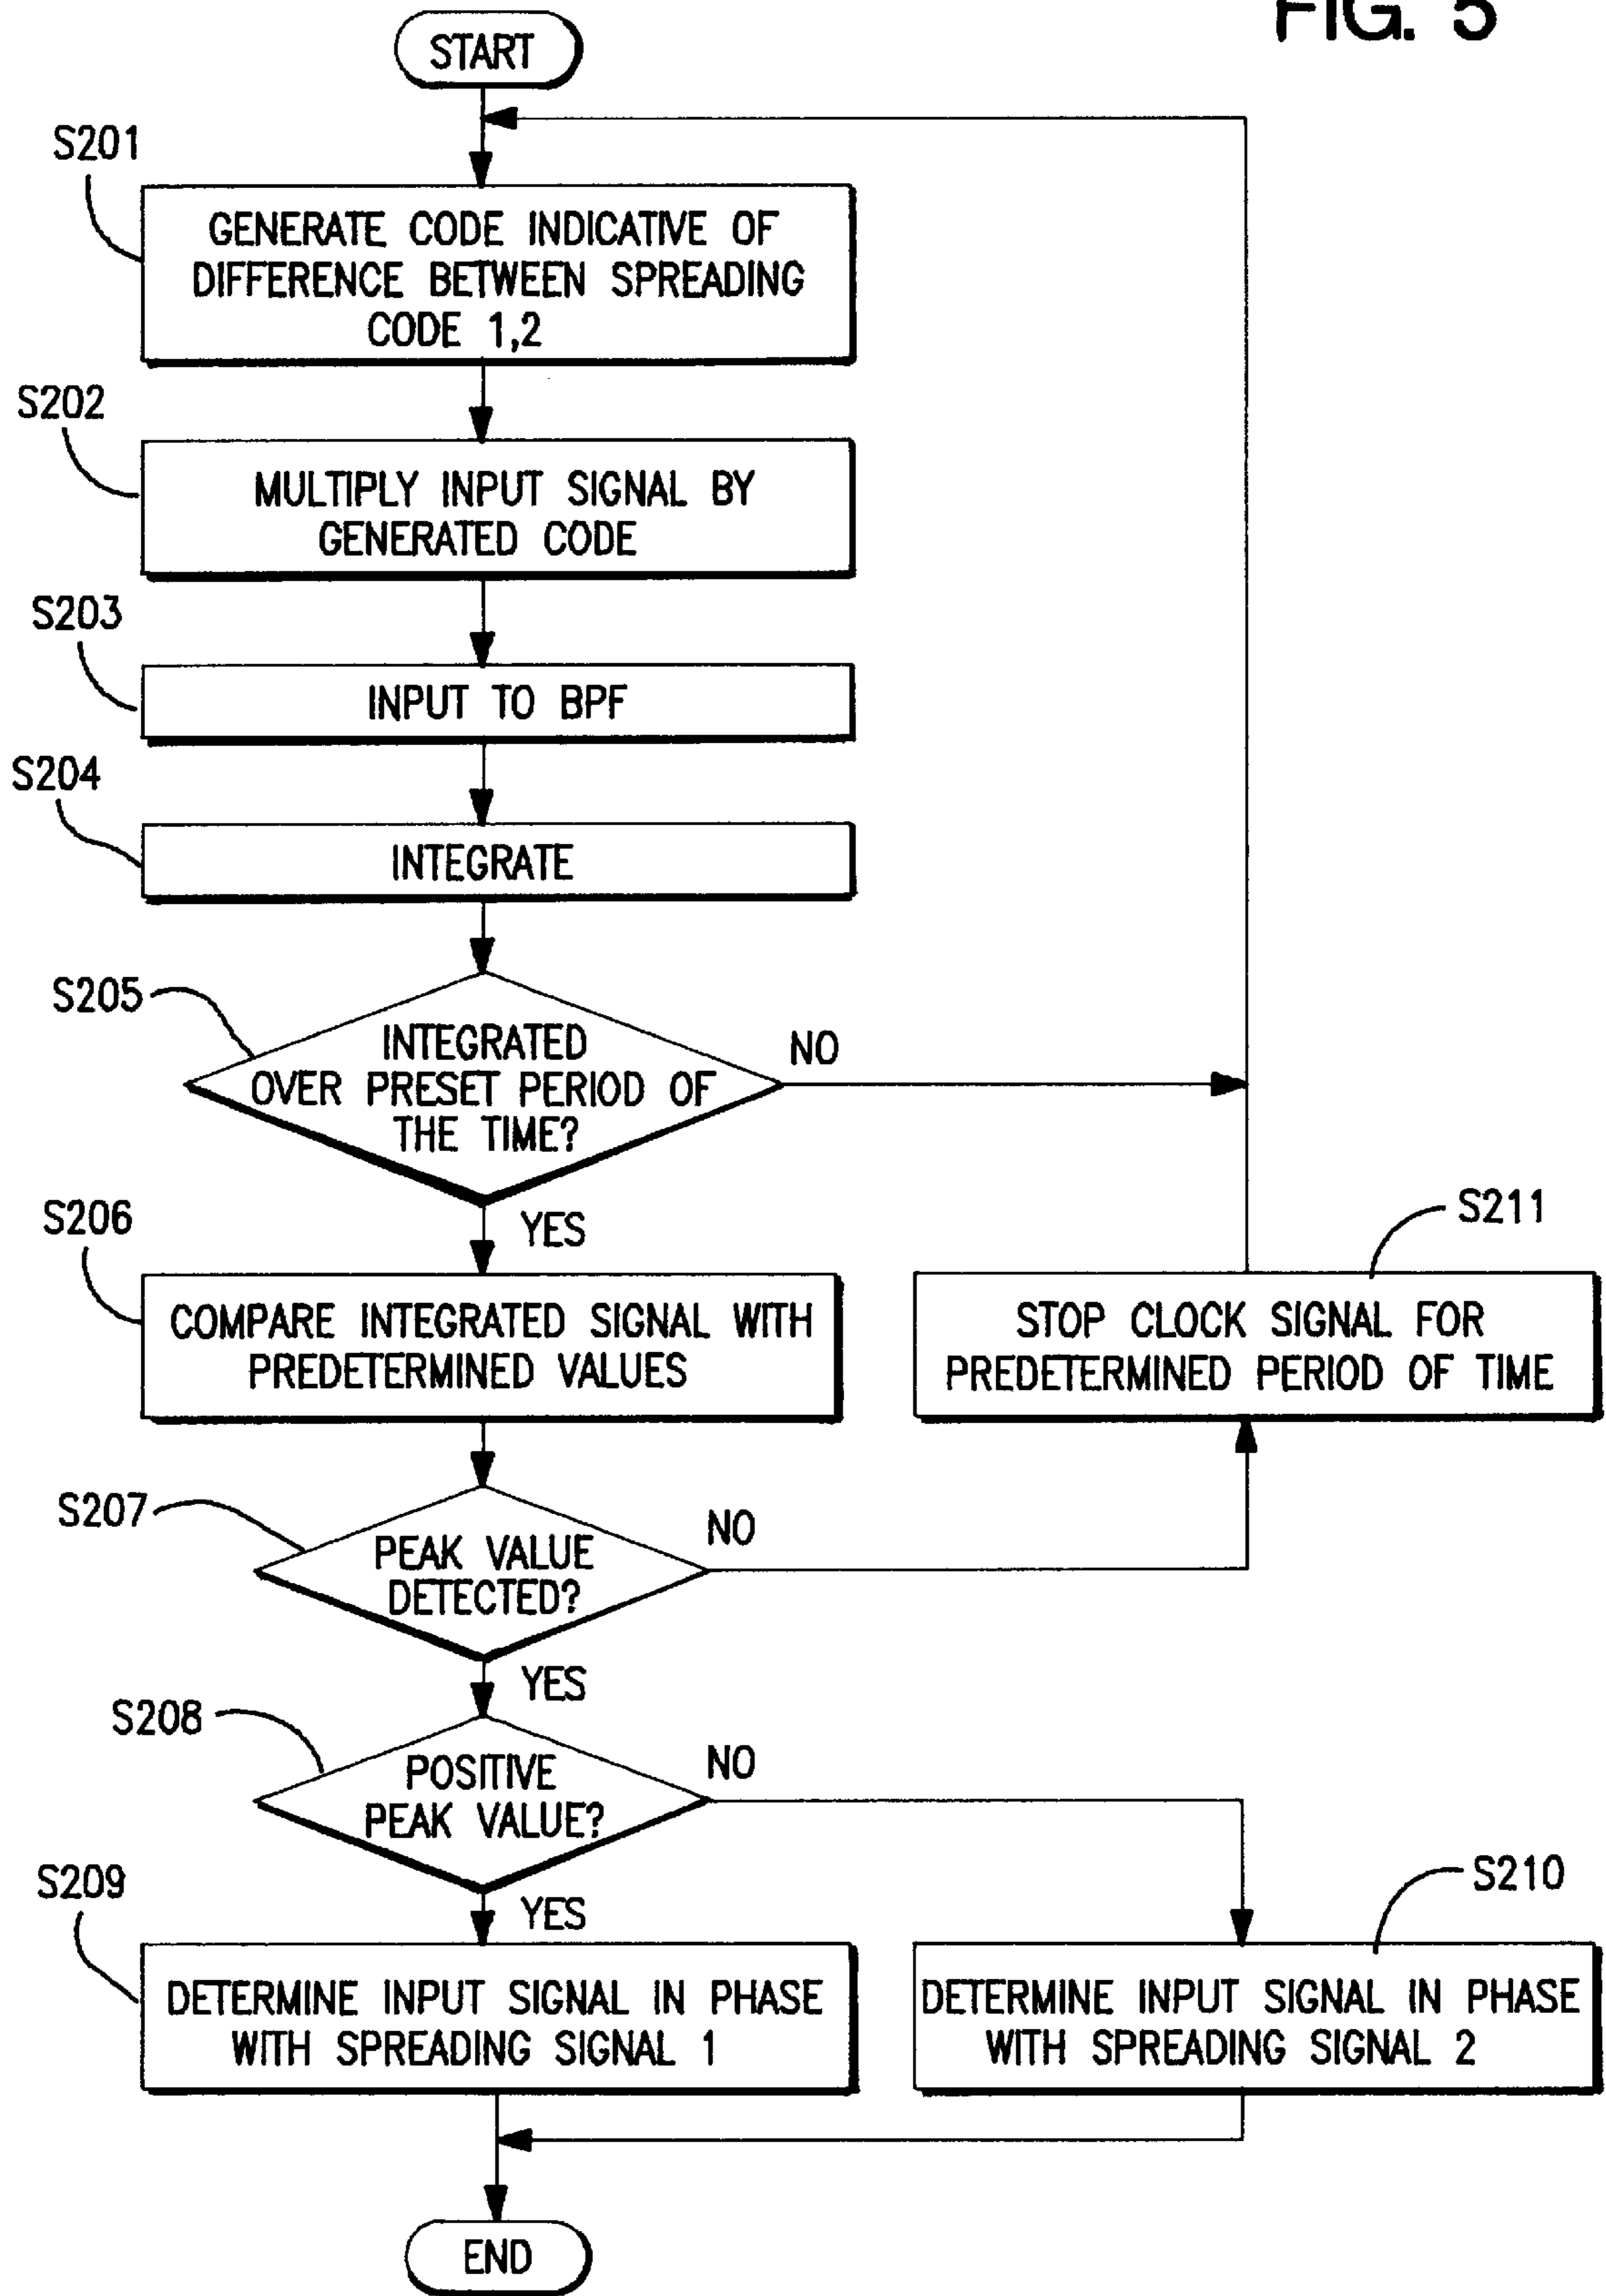 FIG. 5
START
S201
GENERATE CODE INDICATIVE OF
DIFFERENCE BETWEEN SPREADING
CODE 1,2
S202
MULTIPLY INPUT SIGNAL BY
GENERATED CODE
S203
INPUT TO BPF
S204
INTEGRATE
S205
INTEGRATED
OVER PRESET PERIOD OF
THE TIME?
NO
YES
S206
COMPARE INTEGRATED SIGNAL WITH
PREDETERMINED VALUES
S211
STOP CLOCK SIGNAL FOR
PREDETERMINED PERIOD OF TIME
S207
PEAK VALUE
DETECTED?
NO
YES
S208
POSITIVE
PEAK VALUE?
NO
YES
S209
DETERMINE INPUT SIGNAL IN PHASE
WITH SPREADING SIGNAL 1
S210
DETERMINE INPUT SIGNAL IN PHASE
WITH SPREADING SIGNAL 2
END